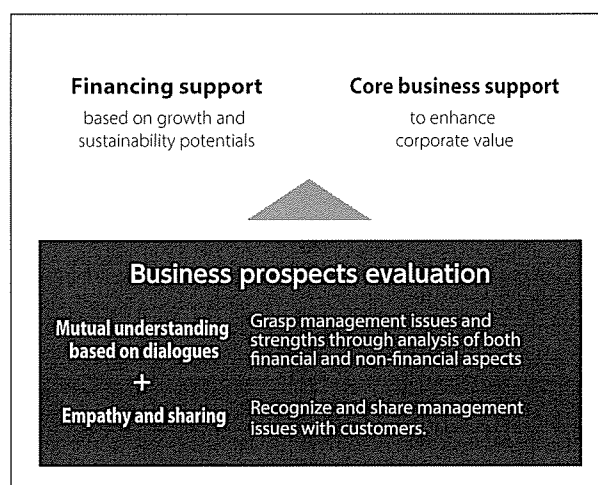 Financing support
based on growth and
sustainability potentials
Core business support
to enhance
corporate value
Business prospects evaluation
Mutual understanding
based on dialogues
Grasp management issues and
strengths through analysis of both
financial and non-financial aspects
+
Empathy and sharing
Recognize and share management
issues with customers.